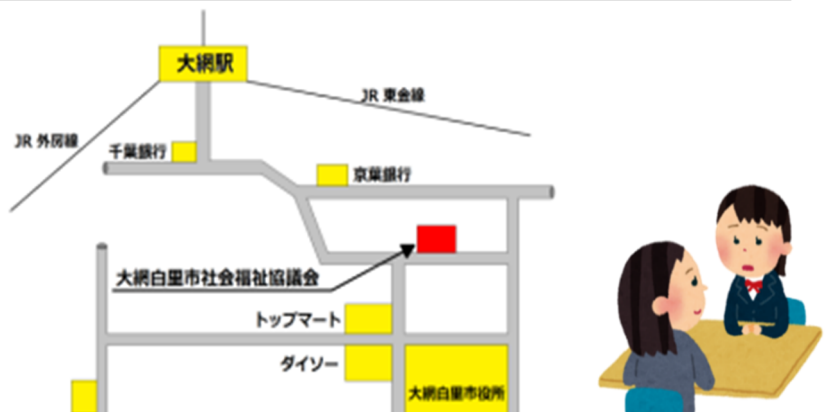 大網駅
JR 東金線
JR 外房線
千葉銀行
京葉銀行
大網白里市社会福祉協議会
トップマート
ダイソー
大網白里市役所